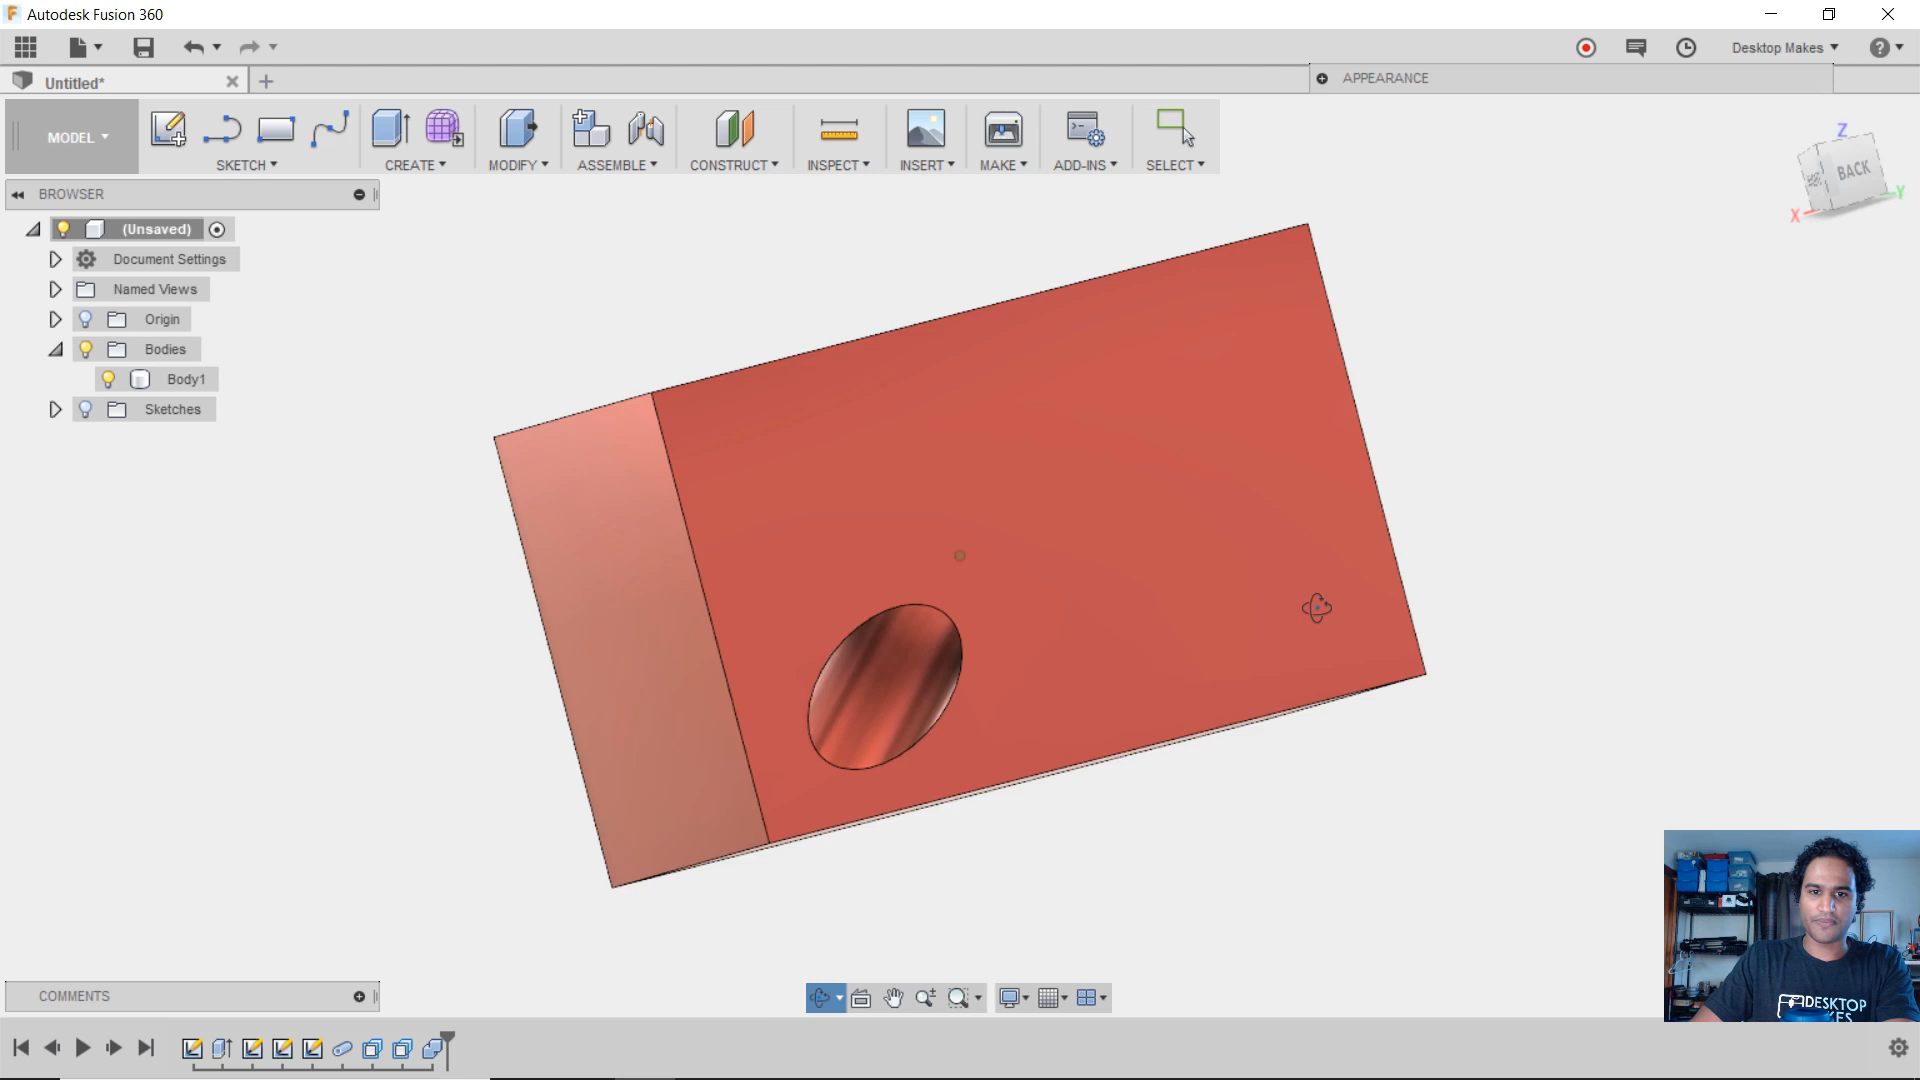 Autodesk Fusion 360
Desktop Makes
Untitled*
APPEARANCE
MODEL
SKETCH
CREATE
MODIFY
ASSEMBLE
CONSTRUCT
INSPECT
INSERT
MAKE
ADD-INS
SELECT
Z
BACK
X
Y
BROWSER
(Unsaved)
Document Settings
Named Views
Origin
Bodies
Body1
Sketches
DESKTOP
COMMENTS